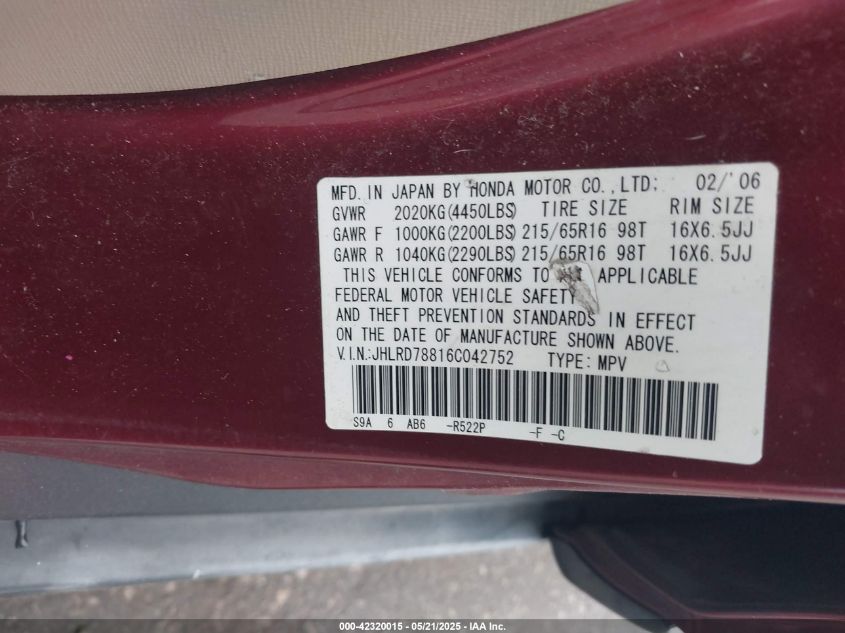 MFD. IN JAPAN BY HONDA MOTOR CO.,LTD: 02/'06
GVWR 2020KG(4450LBS) TIRE SIZE RIM SIZE
GAWR F 1000KG(2200LBS) 215/65R16 98T 16X6.5JJ
GAWR R 1040KG(2290LBS) 215/65R16 98T 16X6.5JJ
THIS VEHICLE CONFORMS TO APPLICABLE
FEDERAL MOTOR VEHICLE SAFETY
AND THEFT PREVENTION STANDARDS IN EFFECT
ON THE DATE OF MANUFACTURE SHOWN ABOVE.
V.I.N.:JHLRD78816C042752 TYPE: MPV
S9A 6 AB6 -R522P -F -C
000-42320015 - 05/21/2025 - IAA Inc.